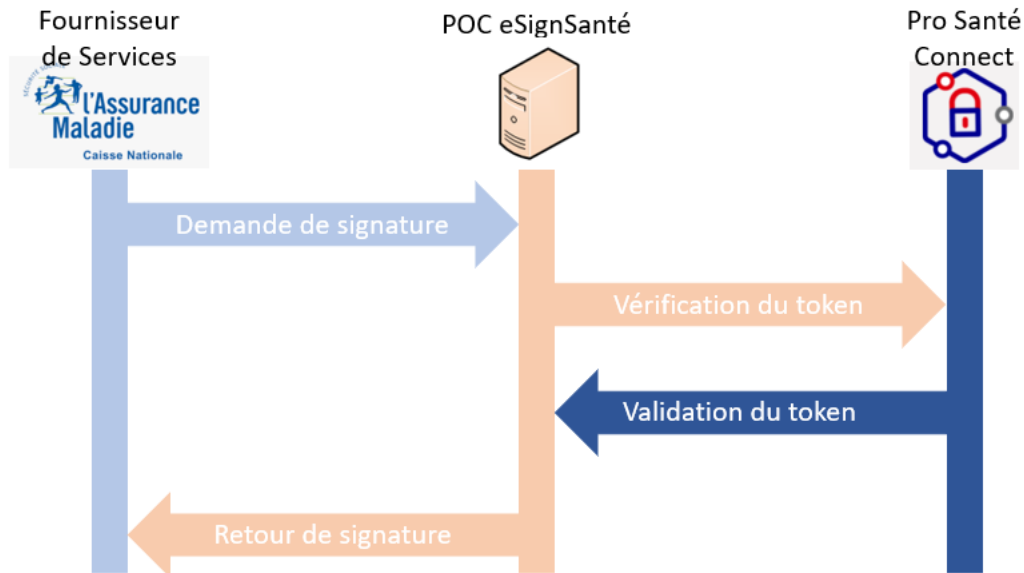 Fournisseur
de Services
POC eSignSanté
Pro Santé
Connect
l'Assurance
Maladie
Caisse Nationale
Demande de signature
Vérification du token
Validation du token
Retour de signature